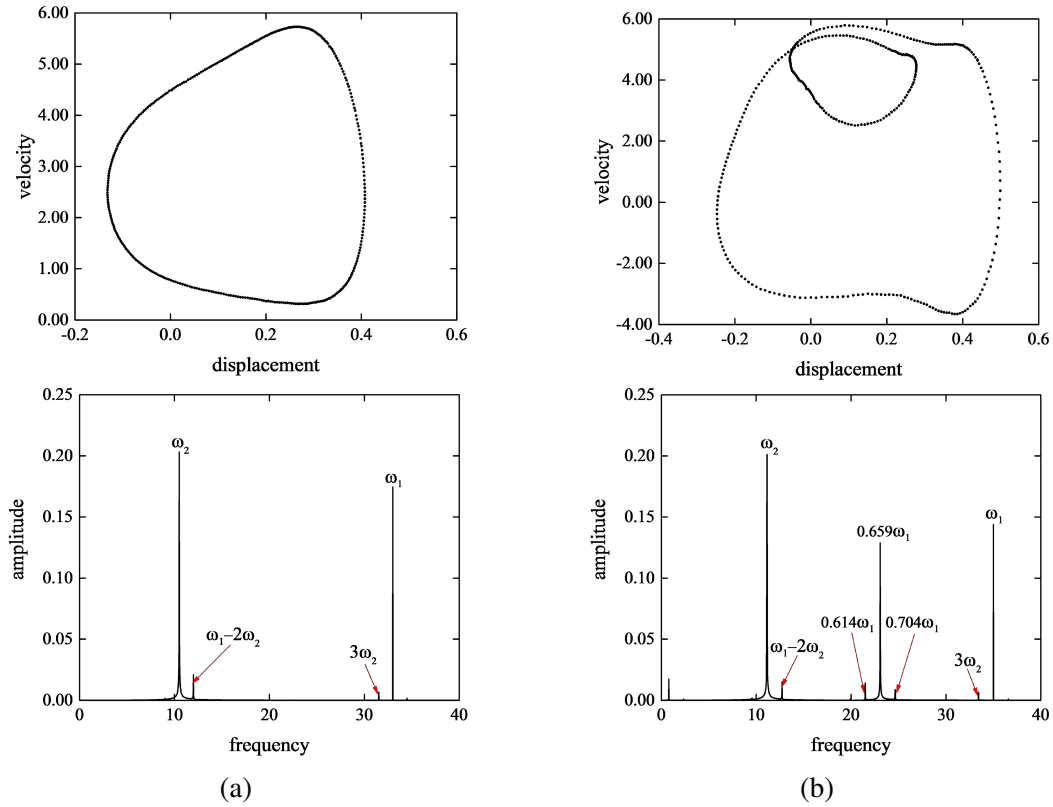 6.00
5.00
4.00
3.00
2.00
1.00
0.00
velocity
-0.2
0.0
0.2
0.4
0.6
displacement
6.00
4.00
2.00
0.00
-2.00
-4.00
velocity
-0.4
-0.2
0.0
0.2
0.4
0.6
displacement
0.25
0.20
0.15
0.10
0.05
0.00
amplitude
ω₂
ω₁
ω₁−2ω₂
3ω₂
0
10
20
30
40
frequency
(a)
0.25
0.20
0.15
0.10
0.05
0.00
amplitude
ω₂
0.659ω₁
ω₁
0.614ω₁
0.704ω₁
ω₁−2ω₂
3ω₂
0
10
20
30
40
frequency
(b)